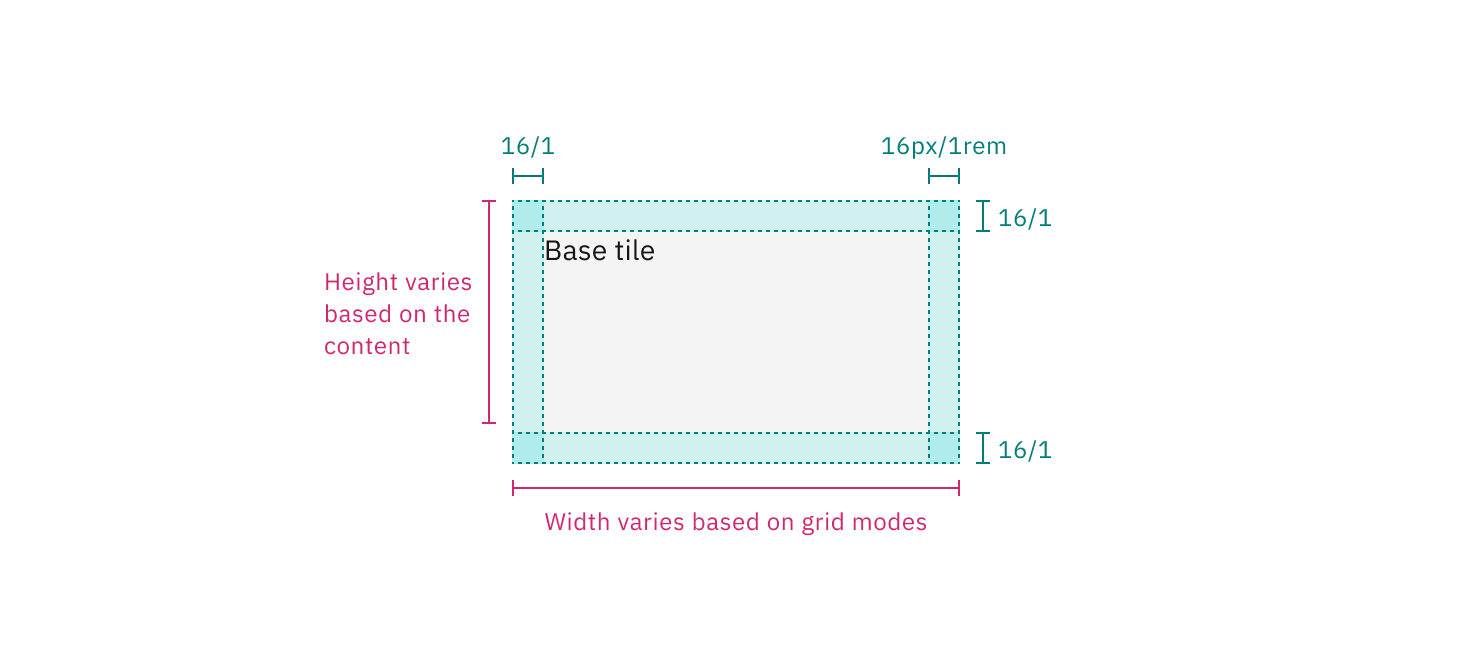 16/1
16px/1rem
16/1
Base tile
Height varies
based on the
content
16/1
Width varies based on grid modes